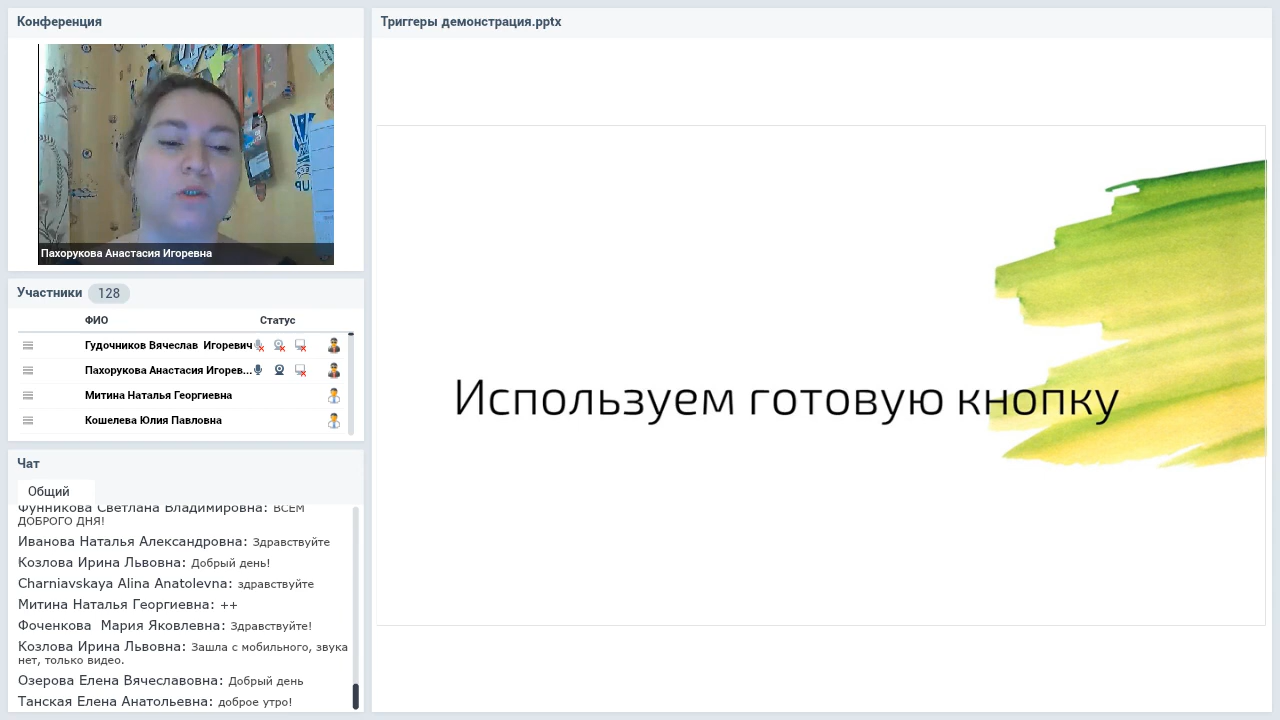 Конференция
Пахорукова Анастасия Игоревна
Участники 128
ФИО Статус
Гудочников Вячеслав Игоревич
Пахорукова Анастасия Игорев...
Митина Наталья Георгиевна
Кошелева Юлия Павловна
Чат
Общий
Фунникова Светлана Владимировна: ВСЕМ
ДОБРОГО ДНЯ!
Иванова Наталья Александровна: Здравствуйте
Козлова Ирина Львовна: Добрый день!
Charniavskaya Alina Anatolevna: здравствуйте
Митина Наталья Георгиевна: ++
Фоченкова Мария Яковлевна: Здравствуйте!
Козлова Ирина Львовна: Зашла с мобильного, звука
нет, только видео.
Озерова Елена Вячеславовна: Добрый день
Танская Елена Анатольевна: доброе утро!
Триггеры демонстрация.pptx
Используем готовую кнопку